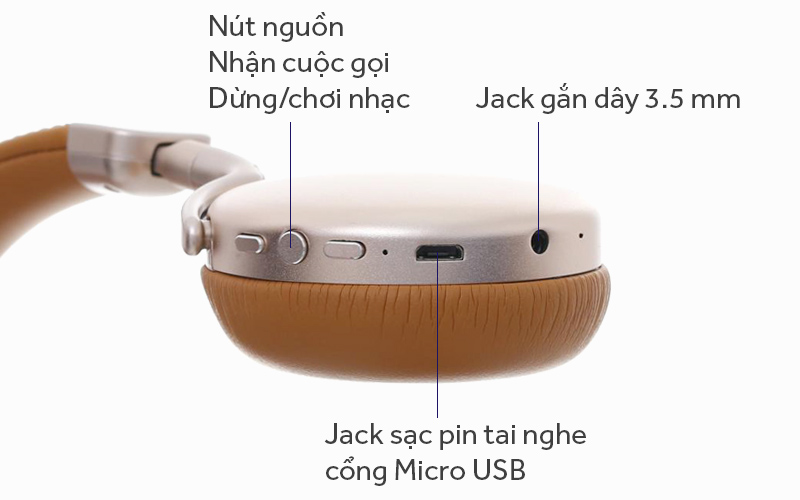 Nút nguồn
Nhận cuộc gọi
Dừng/chơi nhạc
Jack gắn dây 3.5 mm
Jack sạc pin tai nghe
cổng Micro USB